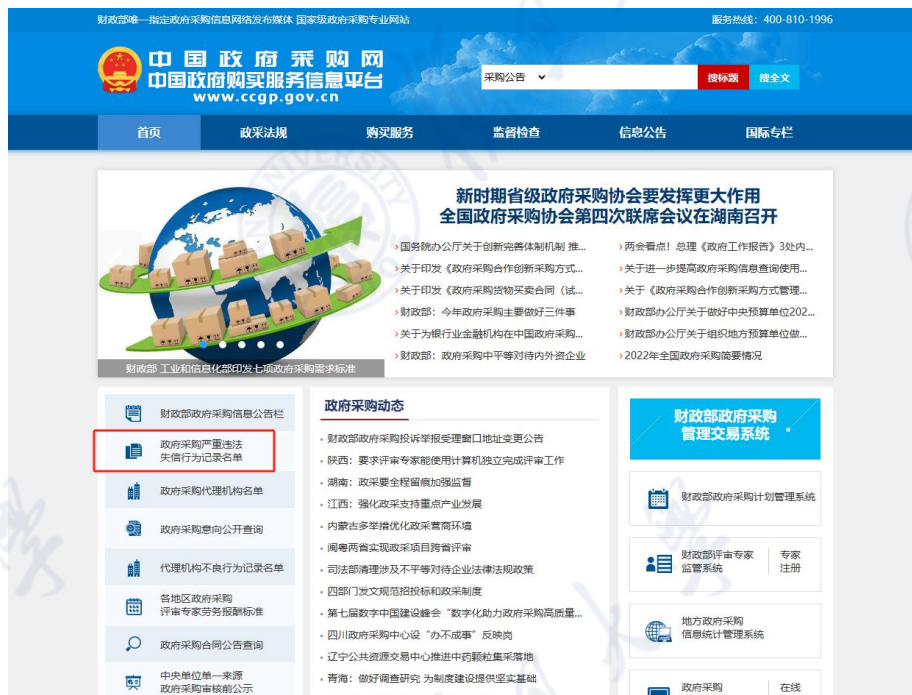 财政部唯一指定政府采购信息网络发布媒体 国家级政府采购专业网站
服务热线：400-810-1996
中国政府采购网
中国政府购买服务信息平台
www.ccgp.gov.cn
采购公告
搜标题
搜全文
首页
政采法规
购买服务
监督检查
信息公告
国际专栏
新时期省级政府采购协会要发挥更大作用
全国政府采购协会第四次联席会议在湖南召开
国务院办公厅关于创新完善体制机制 推...
两会看点！总理《政府工作报告》3处内...
关于印发《政府采购合作创新采购方式...
关于进一步提高政府采购信息查询使用...
关于印发《政府采购货物买卖合同（试...
关于《政府采购合作创新采购方式管理...
财政部：今年政府采购主要做好三件事
财政部办公厅关于做好中央预算单位202...
关于为银行业金融机构在中国政府采购...
财政部办公厅关于组织地方预算单位做...
财政部：政府采购中平等对待内外资企业
2022年全国政府采购简要情况
财政部 工业和信息化部印发七项政府采购需求标准
财政部政府采购信息公告栏
政府采购严重违法
失信行为记录名单
政府采购代理机构名单
政府采购意向公开查询
代理机构不良行为记录名单
各地区政府采购
评审专家劳务报酬标准
政府采购合同公告查询
中央单位单一来源
政府采购审核前公示
政府采购动态
财政部政府采购投诉举报受理窗口地址变更公告
陕西：要求评审专家能使用计算机独立完成评审工作
湖南：政采要全程留痕加强监督
江西：强化政采支持重点产业发展
内蒙古多举措优化政采营商环境
闽粤两省实现政采项目跨省评审
司法部清理涉及不平等对待企业法律法规政策
四部门发文规范招投标和政采制度
第七届数字中国建设峰会“数字化助力政府采购高质量...
四川政府采购中心设“办不成事”反映岗
辽宁公共资源交易中心推进中药颗粒集采落地
青海：做好调查研究 为制度建设提供坚实基础
财政部政府采购
管理交易系统
财政部政府采购计划管理系统
财政部评审专家
监管系统
专家
注册
地方政府采购
信息统计管理系统
政府采购
在线